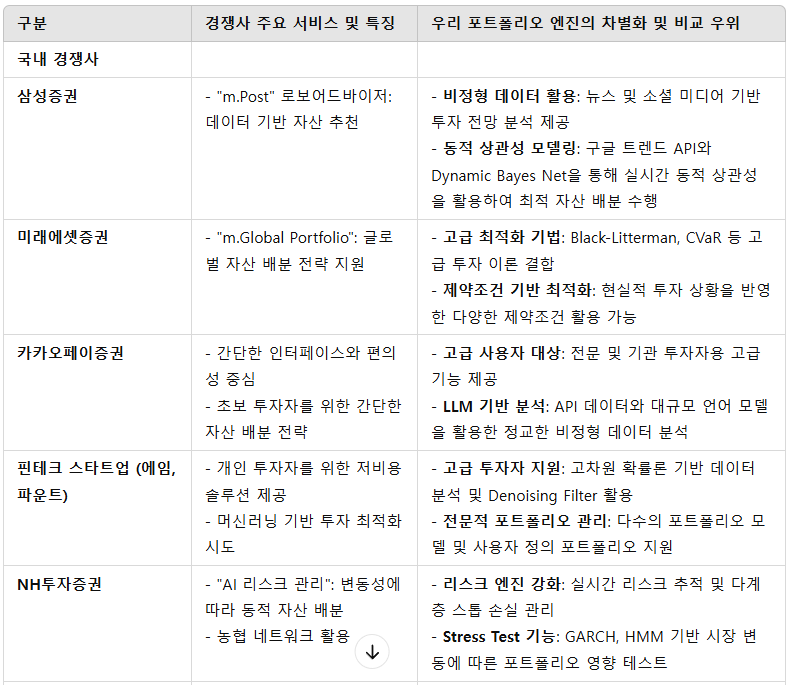 구분
경쟁사 주요 서비스 및 특징
우리 포트폴리오 엔진의 차별화 및 비교 우위
국내 경쟁사
삼성증권
- "m.Post" 로보어드바이저:
데이터 기반 자산 추천
- 비정형 데이터 활용: 뉴스 및 소셜 미디어 기반
투자 전망 분석 제공
- 동적 상관성 모델링: 구글 트렌드 API와
Dynamic Bayes Net을 통해 실시간 동적 상관성
을 활용하여 최적 자산 배분 수행
미래에셋증권
- "m.Global Portfolio": 글로
벌 자산 배분 전략 지원
- 고급 최적화 기법: Black-Litterman, CVaR 등 고
급 투자 이론 결합
- 제약조건 기반 최적화: 현실적 투자 상황을 반영
한 다양한 제약조건 활용 가능
카카오페이증권
- 간단한 인터페이스와 편의
성 중심
- 초보 투자자를 위한 간단한
자산 배분 전략
- 고급 사용자 대상: 전문 및 기관 투자자용 고급
기능 제공
- LLM 기반 분석: API 데이터와 대규모 언어 모델
을 활용한 정교한 비정형 데이터 분석
핀테크 스타트업 (에임,
파운트)
- 개인 투자자를 위한 저비용
솔루션 제공
- 머신러닝 기반 투자 최적화
시도
- 고급 투자자 지원: 고차원 확률론 기반 데이터
분석 및 Denoising Filter 활용
- 전문적 포트폴리오 관리: 다수의 포트폴리오 모
델 및 사용자 정의 포트폴리오 지원
NH투자증권
- "AI 리스크 관리": 변동성에
따라 동적 자산 배분
- 농협 네트워크 활용
- 리스크 엔진 강화: 실시간 리스크 추적 및 다계
층 스톱 손실 관리
- Stress Test 기능: GARCH, HMM 기반 시장 변
동에 따른 포트폴리오 영향 테스트